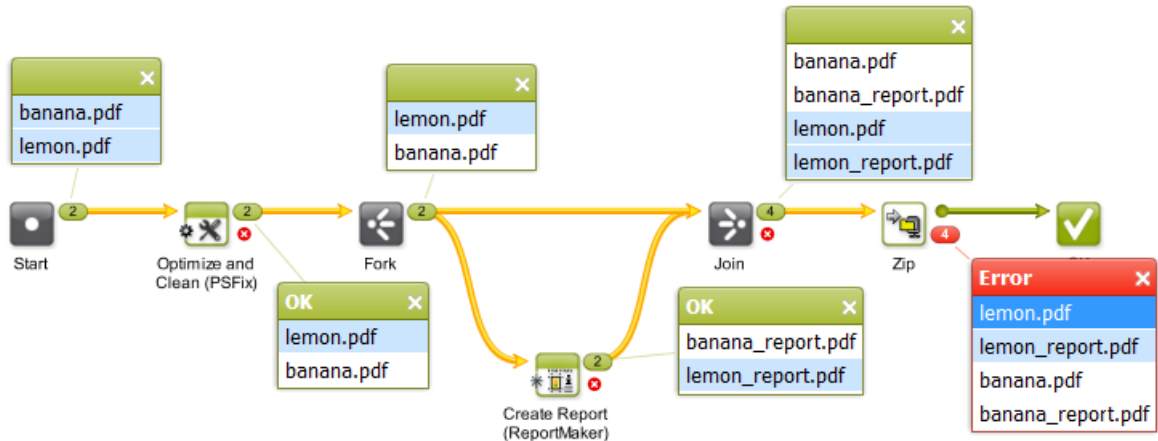 banana.pdf
lemon.pdf
2
Start
2
Optimize and
Clean (PSFix)
OK
lemon.pdf
banana.pdf
lemon.pdf
banana.pdf
2
Fork
2
Create Report
(ReportMaker)
OK
banana_report.pdf
lemon_report.pdf
banana.pdf
banana_report.pdf
lemon.pdf
lemon_report.pdf
4
Join
Zip
4
Error
lemon.pdf
lemon_report.pdf
banana.pdf
banana_report.pdf